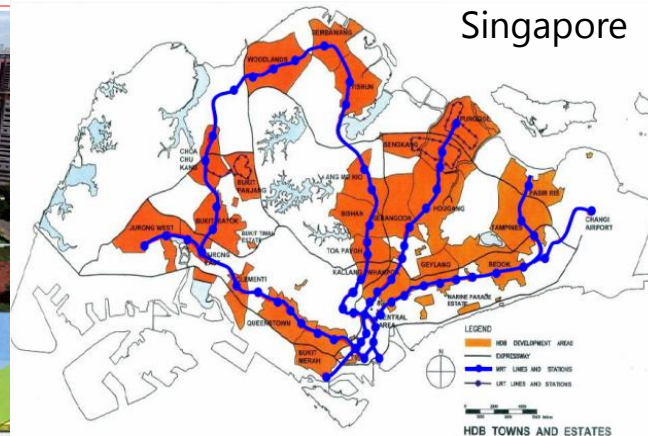 Singapore
SEMBAWANG
WOODLANDS
YISHUN
PUNGGOL
SENGKANG
CHOA
CHU
KANG
BUKIT
PANJANG
ANG MO KIO
PASIR RIS
HOUGANG
BISHAN
SERANGOON
TAMPINES
JURONG WEST
BUKIT BATOK
CHANGI
AIRPORT
BUKIT TIMAH
ESTATE
TOA PAYOH
JURONG
EAST
GEYLANG
BEDOK
KALLANG
WHAMPOA
CLEMENTI
MARINE PARADE
ESTATE
CENTRAL
AREA
QUEENSTOWN
BUKIT
MERAH
N
LEGEND
HDB DEVELOPMENT AREAS
EXPRESSWAY
MRT LINES AND STATIONS
LRT LINES AND STATIONS
HDB TOWNS AND ESTATES